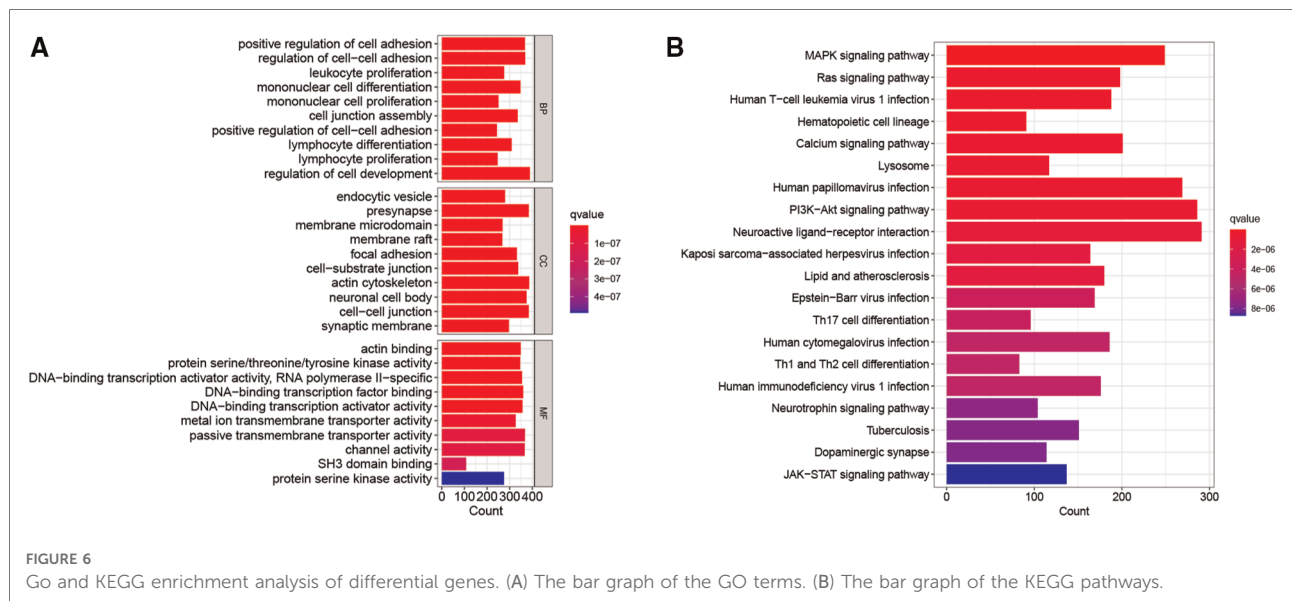 A
positive regulation of cell adhesion
regulation of cell−cell adhesion
leukocyte proliferation
mononuclear cell differentiation
mononuclear cell proliferation
cell junction assembly
positive regulation of cell−cell adhesion
lymphocyte differentiation
lymphocyte proliferation
regulation of cell development
BP
endocytic vesicle
presynapse
membrane microdomain
membrane raft
focal adhesion
cell−substrate junction
actin cytoskeleton
neuronal cell body
cell−cell junction
synaptic membrane
CC
actin binding
protein serine/threonine/tyrosine kinase activity
DNA−binding transcription activator activity, RNA polymerase II−specific
DNA−binding transcription factor binding
DNA−binding transcription activator activity
metal ion transmembrane transporter activity
passive transmembrane transporter activity
channel activity
SH3 domain binding
protein serine kinase activity
MF
0 100 200 300 400
Count
qvalue
1e−07
2e−07
3e−07
4e−07
B
MAPK signaling pathway
Ras signaling pathway
Human T−cell leukemia virus 1 infection
Hematopoietic cell lineage
Calcium signaling pathway
Lysosome
Human papillomavirus infection
PI3K−Akt signaling pathway
Neuroactive ligand−receptor interaction
Kaposi sarcoma−associated herpesvirus infection
Lipid and atherosclerosis
Epstein−Barr virus infection
Th17 cell differentiation
Human cytomegalovirus infection
Th1 and Th2 cell differentiation
Human immunodeficiency virus 1 infection
Neurotrophin signaling pathway
Tuberculosis
Dopaminergic synapse
JAK−STAT signaling pathway
0 100 200 300
Count
qvalue
2e−06
4e−06
6e−06
8e−06
FIGURE 6
Go and KEGG enrichment analysis of differential genes. (A) The bar graph of the GO terms. (B) The bar graph of the KEGG pathways.